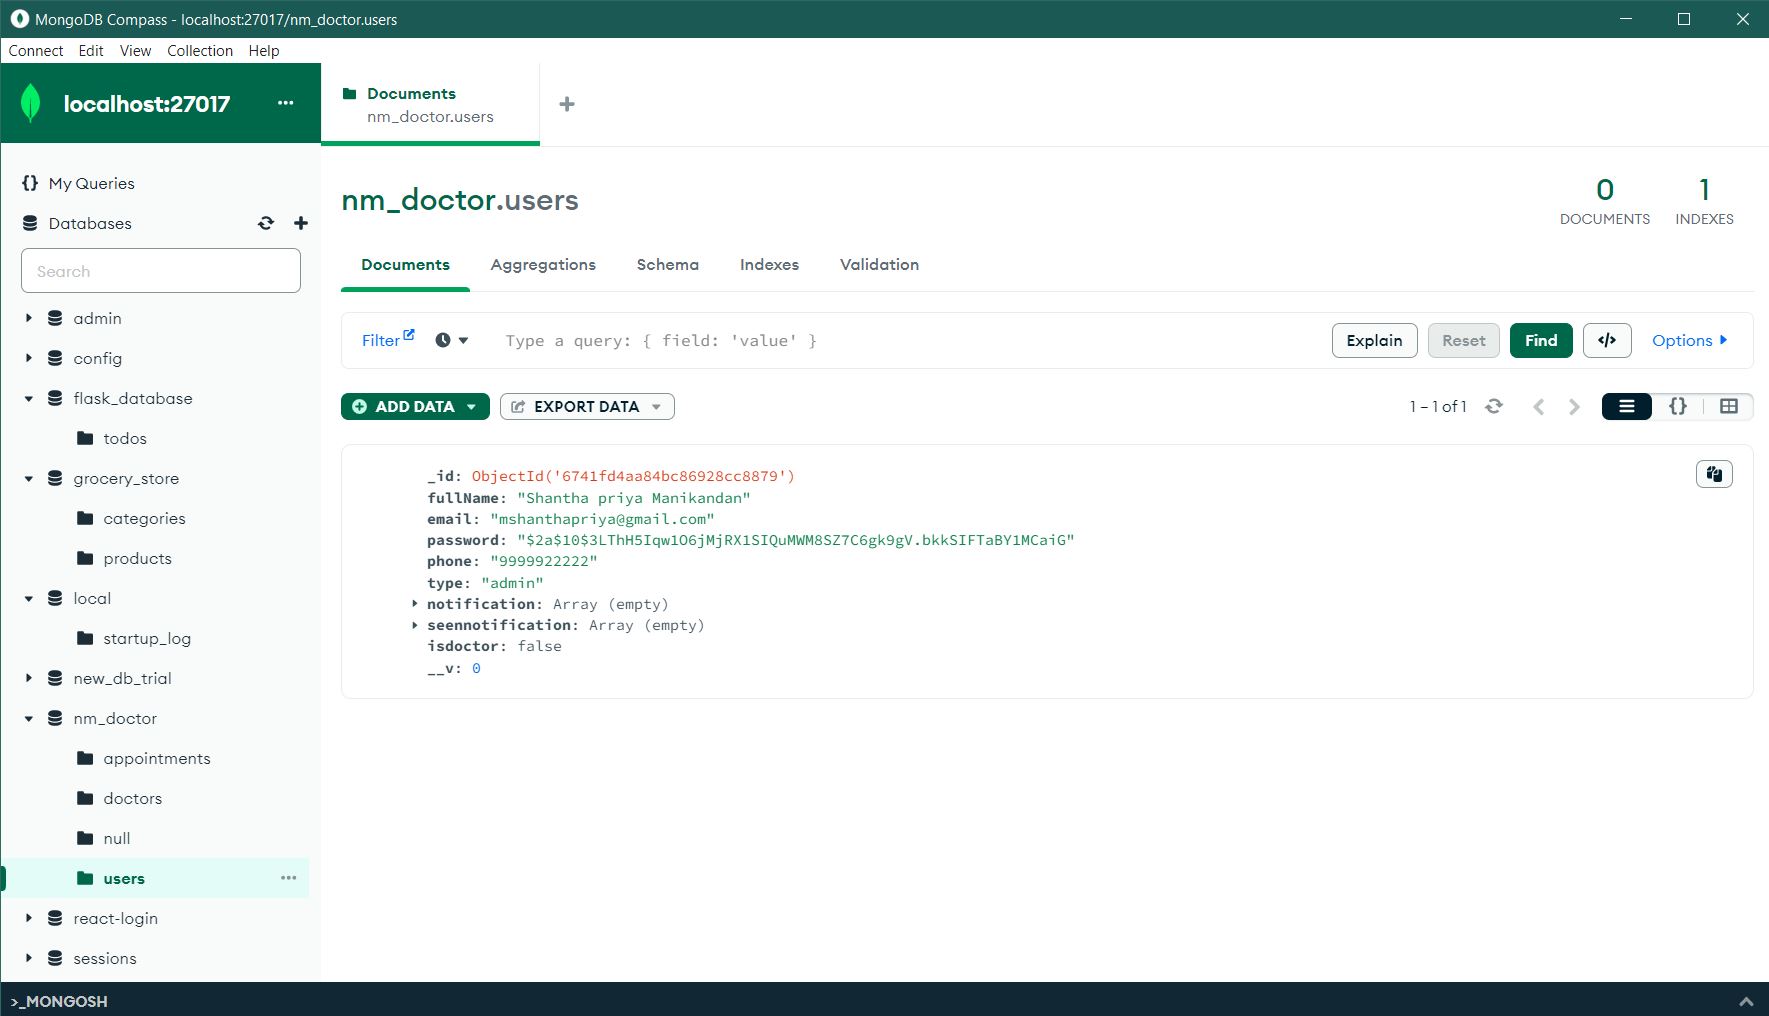 MongoDB Compass - localhost:27017/nm_doctor.users
Connect Edit View Collection Help
localhost:27017 ...
Documents
nm_doctor.users
My Queries
Databases
Search
admin
config
flask_database
todos
grocery_store
categories
products
local
startup_log
new_db_trial
nm_doctor
appointments
doctors
null
users ...
react-login
sessions
nm_doctor.users
0 DOCUMENTS
1 INDEXES
Documents Aggregations Schema Indexes Validation
Filter Type a query: { field: 'value' } Explain Reset Find </> Options
ADD DATA EXPORT DATA 1 – 1 of 1 {}
_id: ObjectId('6741fd4aa84bc86928cc8879')
fullName: "Shantha priya Manikandan"
email: "mshanthapriya@gmail.com"
password: "$2a$10$3LThH5Iqw1O6jMjRX1SIQuMWM8SZ7C6gk9gV.bkkSIFTaBY1MCaiG"
phone: "9999922222"
type: "admin"
notification: Array (empty)
seennotification: Array (empty)
isdoctor: false
__v: 0
>_MONGOSH